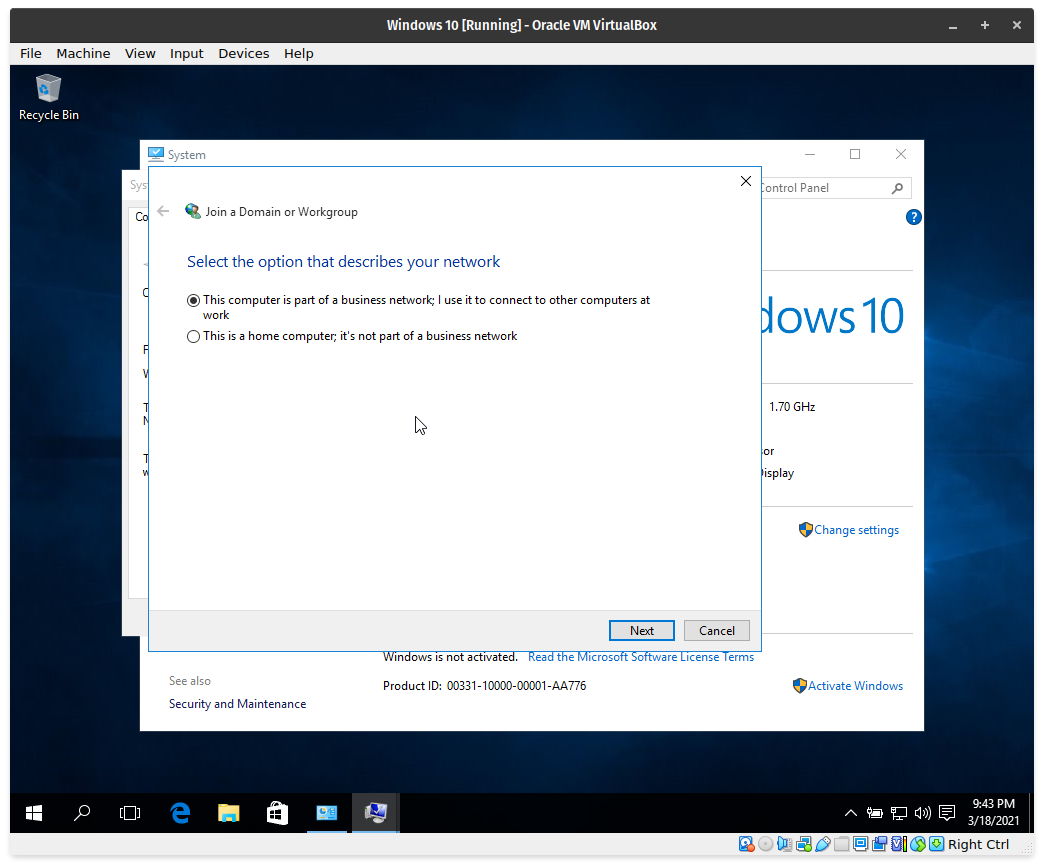 Windows 10 [Running] - Oracle VM VirtualBox
File Machine View Input Devices Help
Recycle Bin
System
Sys
Control Panel
Co
Join a Domain or Workgroup
?
Select the option that describes your network
This computer is part of a business network; I use it to connect to other computers at
work
This is a home computer; it's not part of a business network
dows 10
1.70 GHz
sor
Display
Change settings
Next Cancel
Windows is not activated. Read the Microsoft Software License Terms
See also
Product ID: 00331-10000-00001-AA776
Activate Windows
Security and Maintenance
9:43 PM
3/18/2021
Right Ctrl